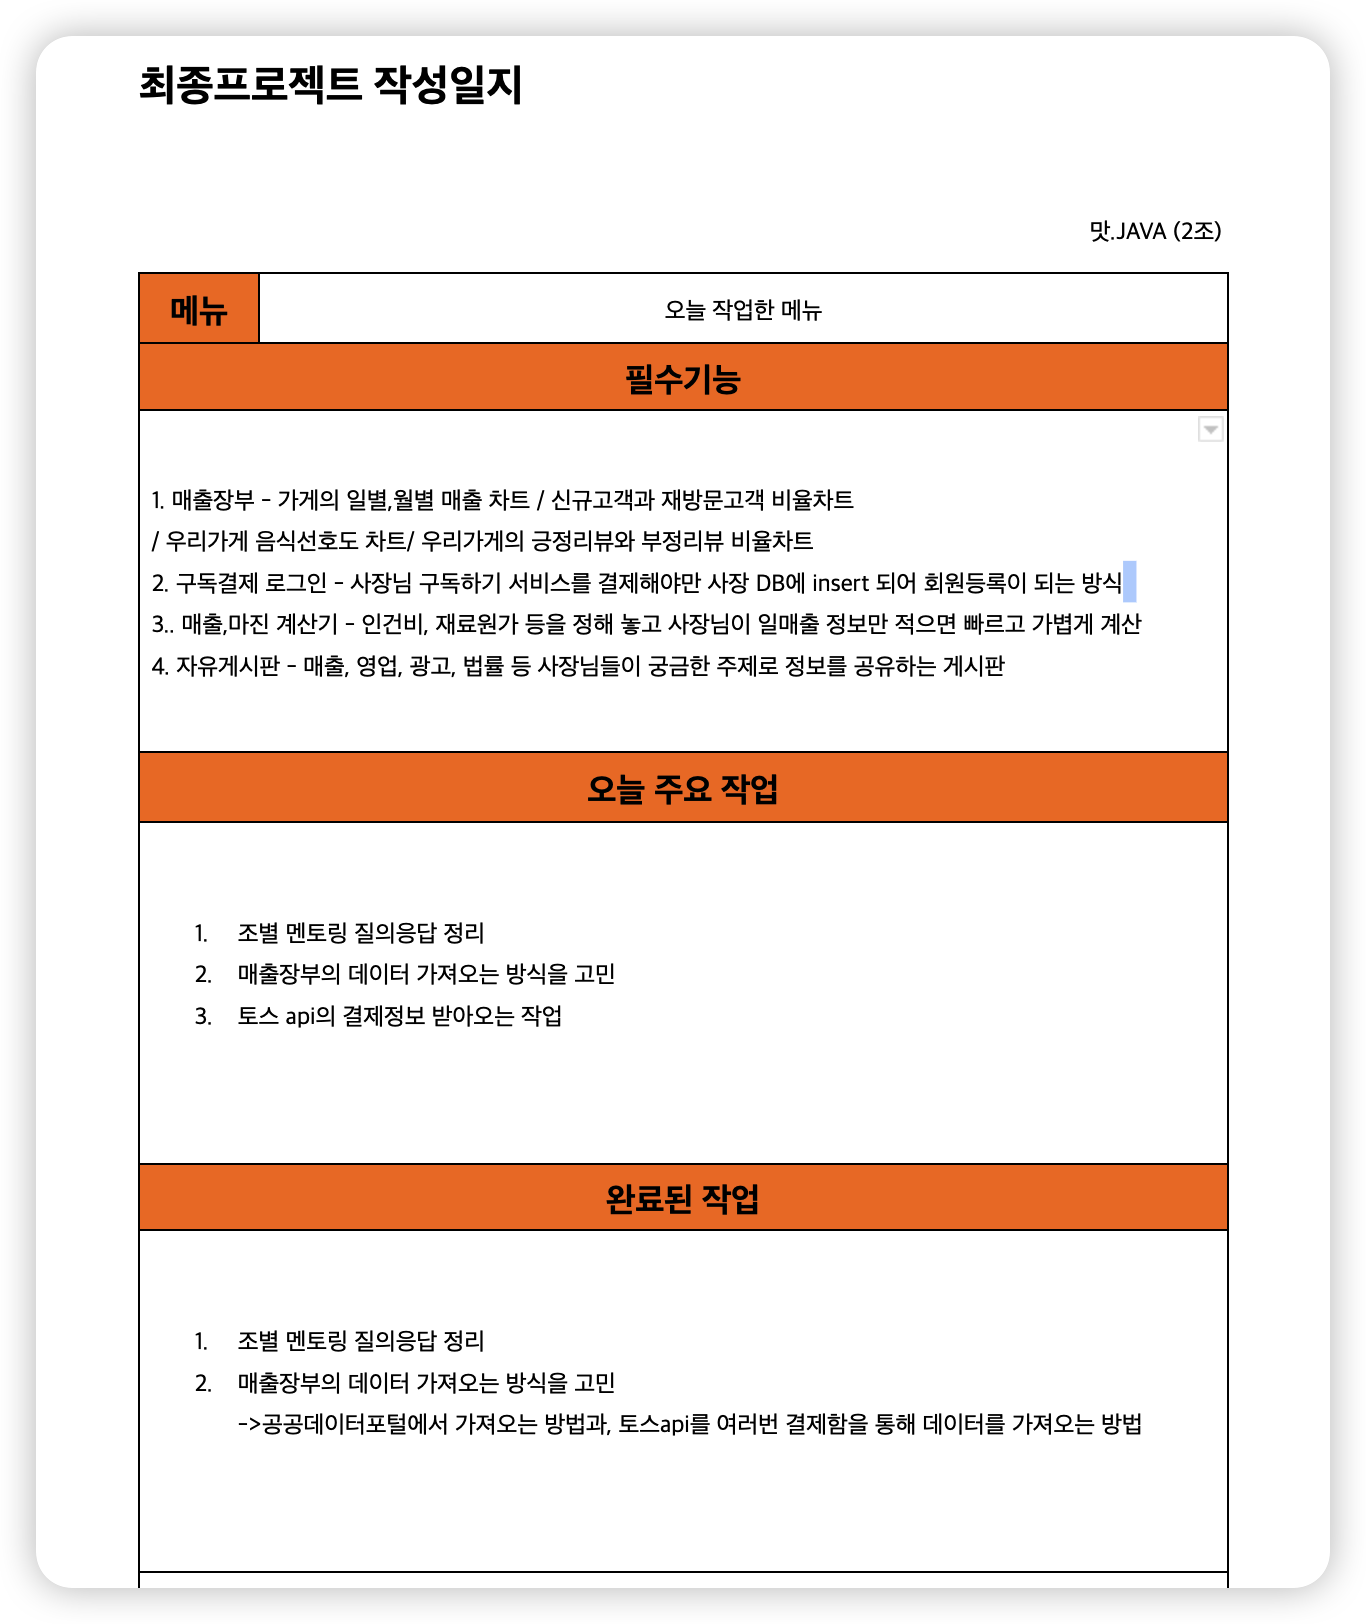 최종프로젝트 작성일지
맛.JAVA (2조)
메뉴
오늘 작업한 메뉴
필수기능
1. 매출장부 - 가게의 일별,월별 매출 차트 / 신규고객과 재방문고객 비율차트
/ 우리가게 음식선호도 차트/ 우리가게의 긍정리뷰와 부정리뷰 비율차트
2. 구독결제 로그인 - 사장님 구독하기 서비스를 결제해야만 사장 DB에 insert 되어 회원등록이 되는 방식
3.. 매출,마진 계산기 - 인건비, 재료원가 등을 정해 놓고 사장님이 일매출 정보만 적으면 빠르고 가볍게 계산
4. 자유게시판 - 매출, 영업, 광고, 법률 등 사장님들이 궁금한 주제로 정보를 공유하는 게시판
오늘 주요 작업
1. 조별 멘토링 질의응답 정리
2. 매출장부의 데이터 가져오는 방식을 고민
3. 토스 api의 결제정보 받아오는 작업
완료된 작업
1. 조별 멘토링 질의응답 정리
2. 매출장부의 데이터 가져오는 방식을 고민
->공공데이터포털에서 가져오는 방법과, 토스api를 여러번 결제함을 통해 데이터를 가져오는 방법